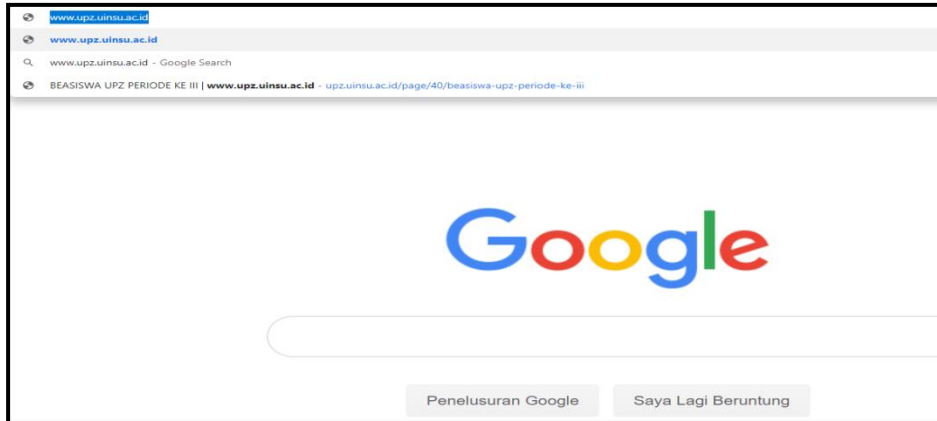 www.upz.uinsu.ac.id
www.upz.uinsu.ac.id
www.upz.uinsu.ac.id - Google Search
BEASISWA UPZ PERIODE KE III | www.upz.uinsu.ac.id - upz.uinsu.ac.id/page/40/beasiswa-upz-periode-ke-iii
Google
Penelusuran Google Saya Lagi Beruntung